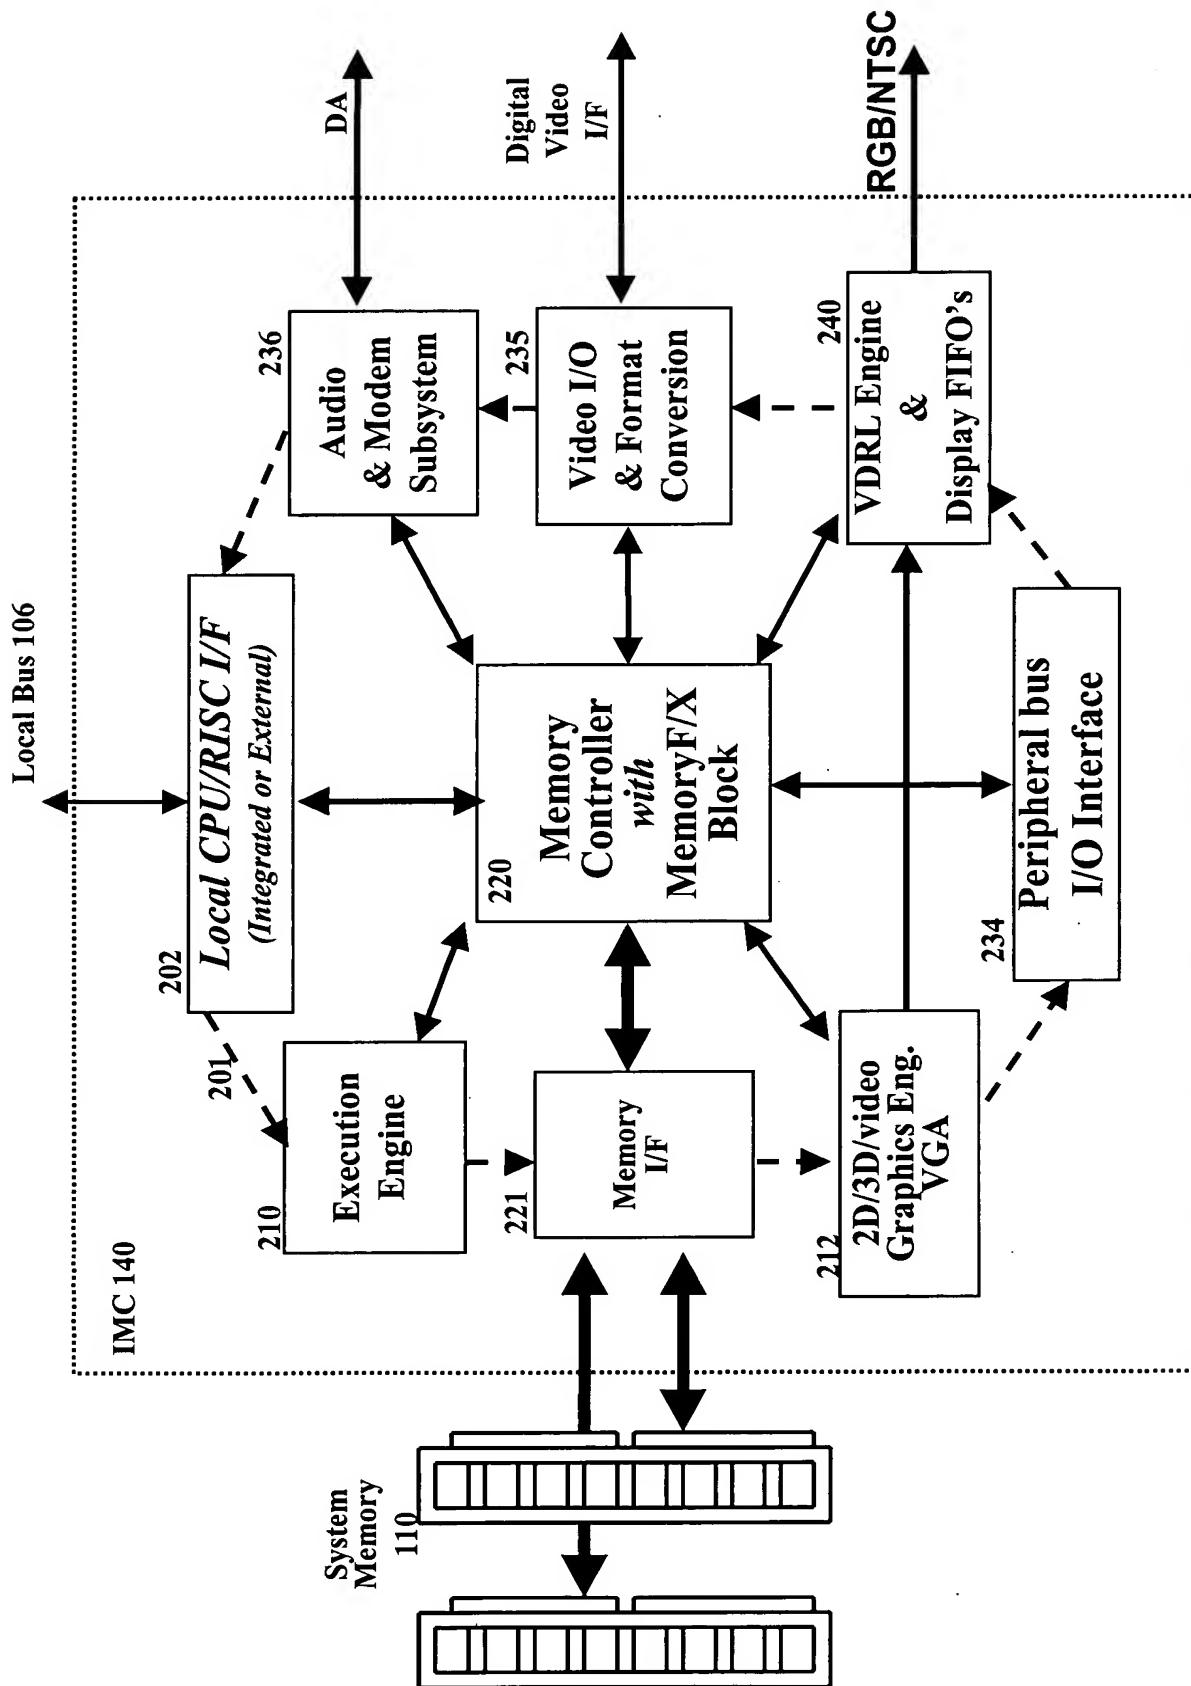 Local Bus 106
IMC 140
201
202
Local CPU/RISC I/F
(Integrated or External)
236
Audio
& Modem
Subsystem
DA
210
Execution
Engine
220
Memory
Controller
with
MemoryF/X
Block
235
Video I/O
& Format
Conversion
Digital
Video
I/F
System
Memory
110
221
Memory
I/F
212
2D/3D/video
Graphics Eng.
VGA
240
VDRL Engine
&
Display FIFO's
RGB/NTSC
234
Peripheral bus
I/O Interface